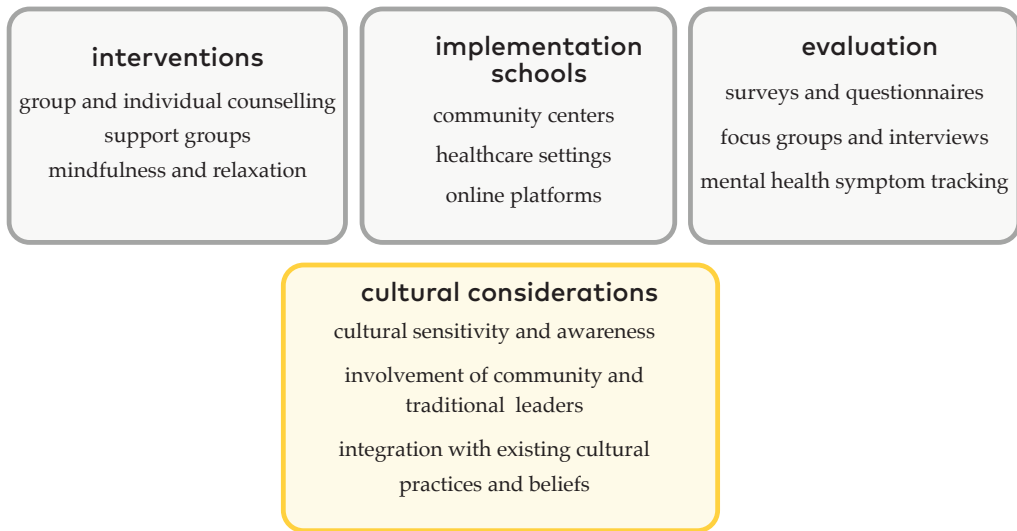 interventions
group and individual counselling
support groups
mindfulness and relaxation
implementation
schools
community centers
healthcare settings
online platforms
evaluation
surveys and questionnaires
focus groups and interviews
mental health symptom tracking
cultural considerations
cultural sensitivity and awareness
involvement of community and
traditional leaders
integration with existing cultural
practices and beliefs